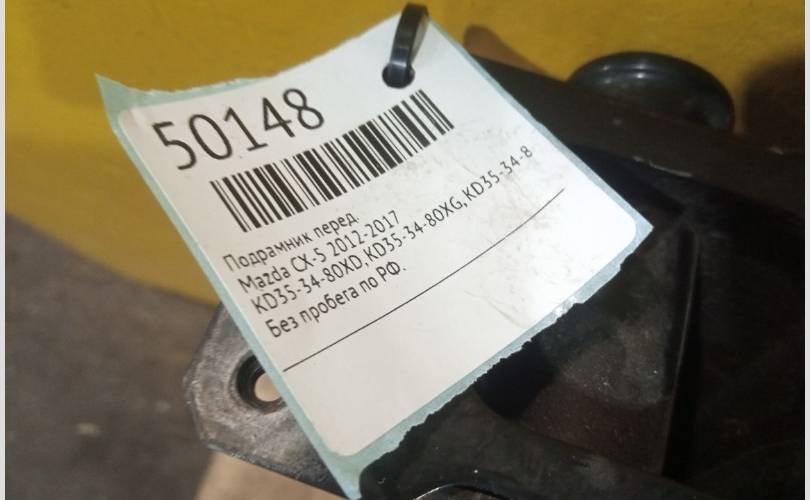 50148
Подрамник перед.
Mazda CX-5 2012-2017
KD35-34-80XD, KD35-34-80XG, KD35-34-8
Без пробега по РФ.